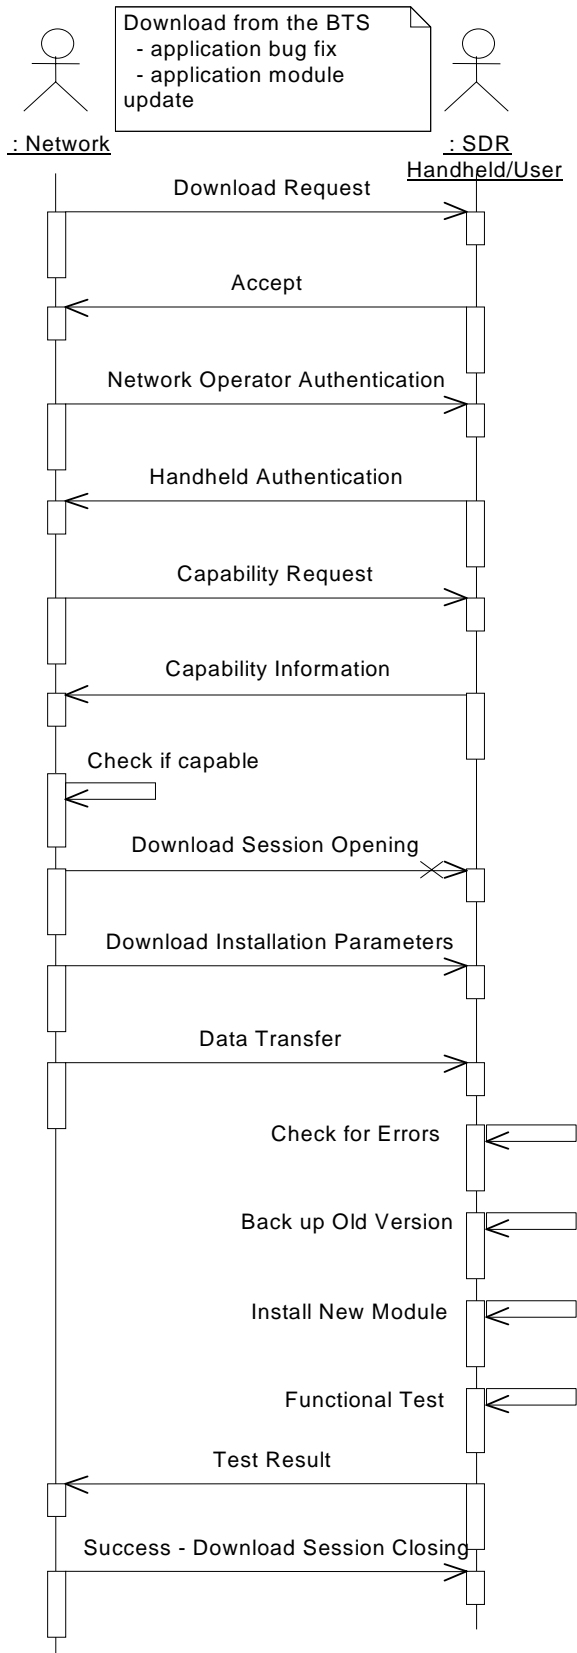 Download from the BTS
- application bug fix
- application module
update
: Network
: SDR
Handheld/User
Download Request
Accept
Network Operator Authentication
Handheld Authentication
Capability Request
Capability Information
Check if capable
Download Session Opening
Download Installation Parameters
Data Transfer
Check for Errors
Back up Old Version
Install New Module
Functional Test
Test Result
Success - Download Session Closing